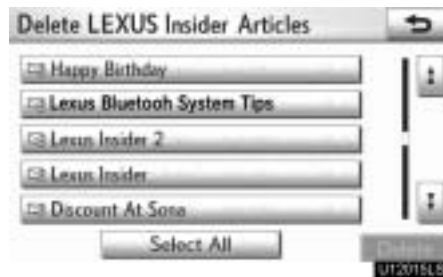 Delete LEXUS Insider Articles
Happy Birthday
Lexus Bluetooh System Tips
Lexus Insider 2
Lexus Insider
Discount At Sona
Select All
Delete
U12015LS